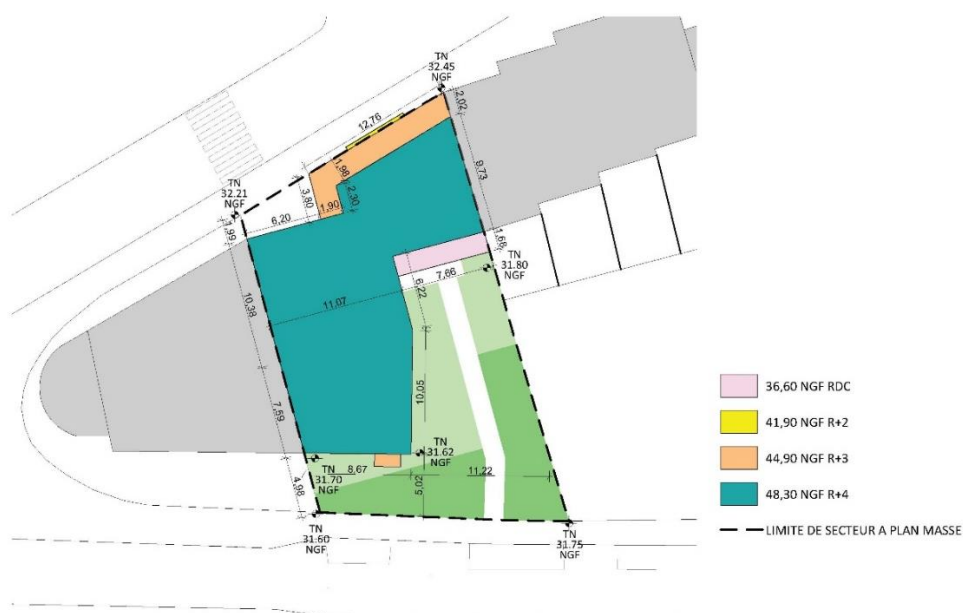 TN
32.45
NGF
2,02
12,76
1,98
2,30
3,80
1,90
9,73
TN
32.21
NGF
6,20
1,99
1,68
7,66
TN
31.80
NGF
6,22
11,07
10,38
10,05
7,59
TN
31.62
NGF
8,67
TN
31.70
NGF
11,22
5,02
4,98
TN
31.60
NGF
TN
31.75
NGF
36,60 NGF RDC
41,90 NGF R+2
44,90 NGF R+3
48,30 NGF R+4
LIMITE DE SECTEUR A PLAN MASSE